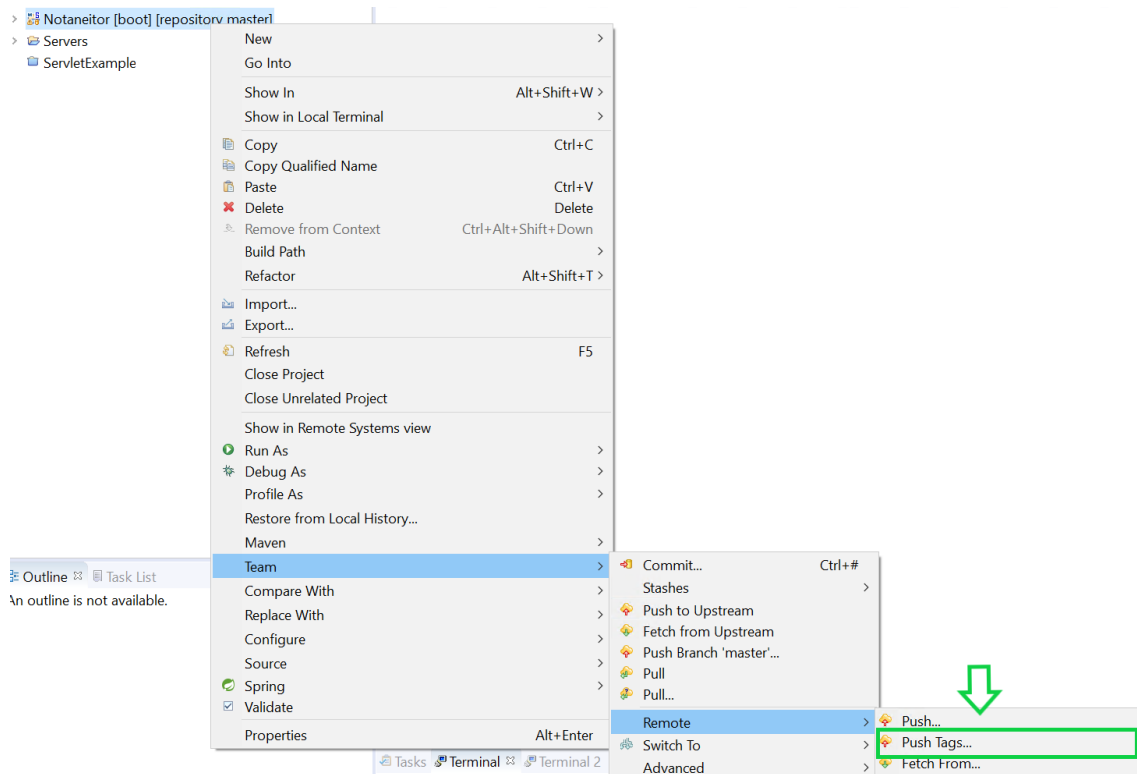 Notaneitor [boot] [repository master]
Servers
ServletExample
New
Go Into
Show In Alt+Shift+W
Show in Local Terminal
Copy Ctrl+C
Copy Qualified Name
Paste Ctrl+V
Delete Delete
Remove from Context Ctrl+Alt+Shift+Down
Build Path
Refactor Alt+Shift+T
Import...
Export...
Refresh F5
Close Project
Close Unrelated Project
Show in Remote Systems view
Run As
Debug As
Profile As
Restore from Local History...
Maven
Team
Compare With
Replace With
Configure
Source
Spring
Validate
Properties Alt+Enter
Outline Task List
An outline is not available.
Commit... Ctrl+#
Stashes
Push to Upstream
Fetch from Upstream
Push Branch 'master'...
Pull
Pull...
Remote
Switch To
Advanced
Push...
Push Tags...
Fetch From...
Tasks Terminal Terminal 2